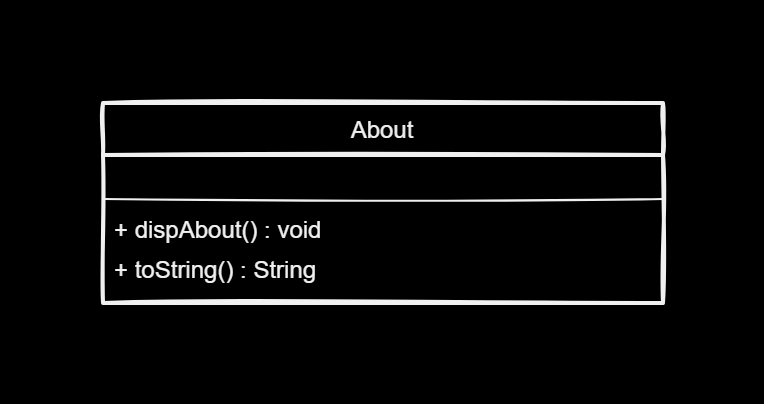 About
+ dispAbout() : void
+ toString() : String